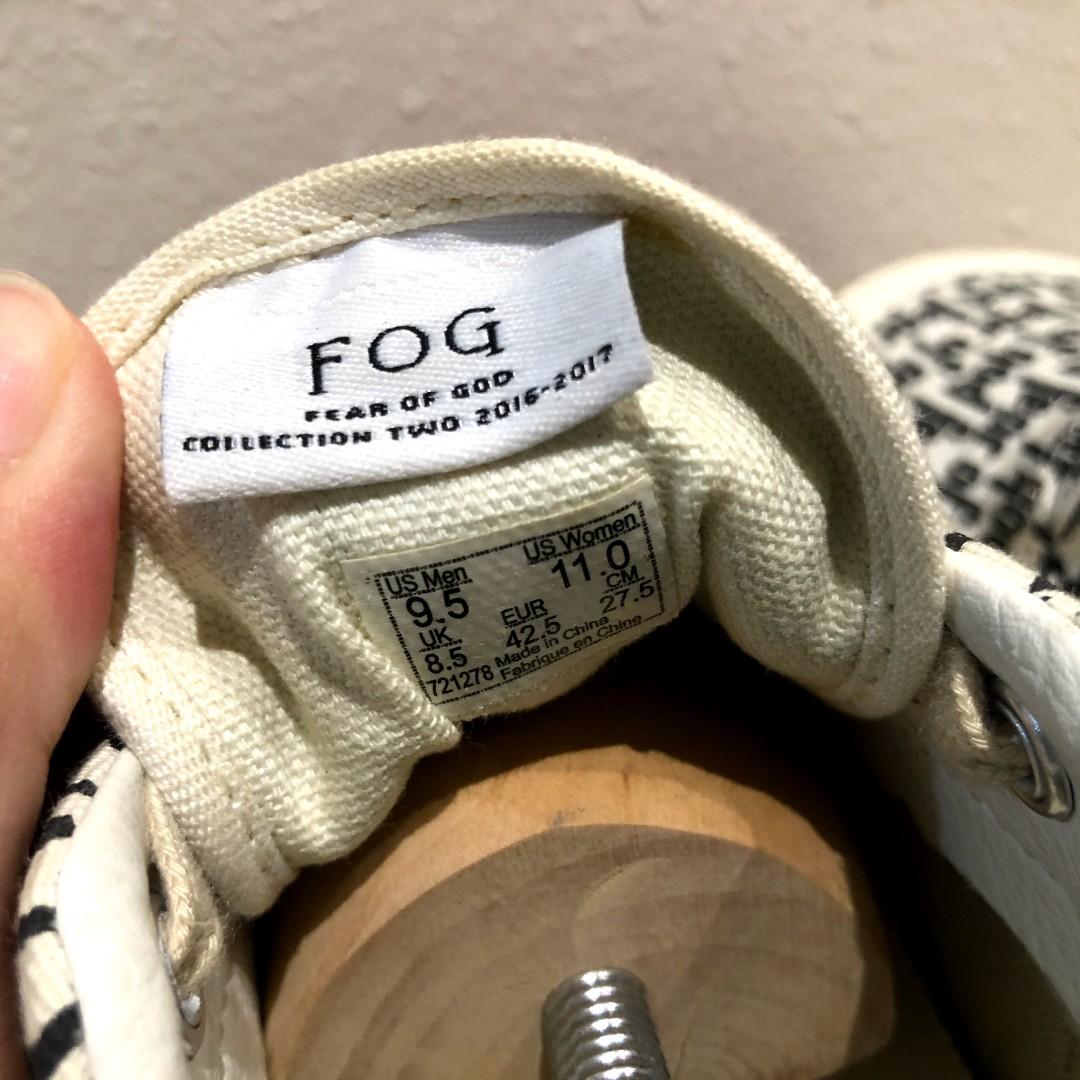 FOG
FEAR OF GOD
COLLECTION TWO 2016-2017
US Men US Women
9.5 11.0
UK EUR CM
8.5 42.5 27.5
721278 Made in China
Fabrique en Chine